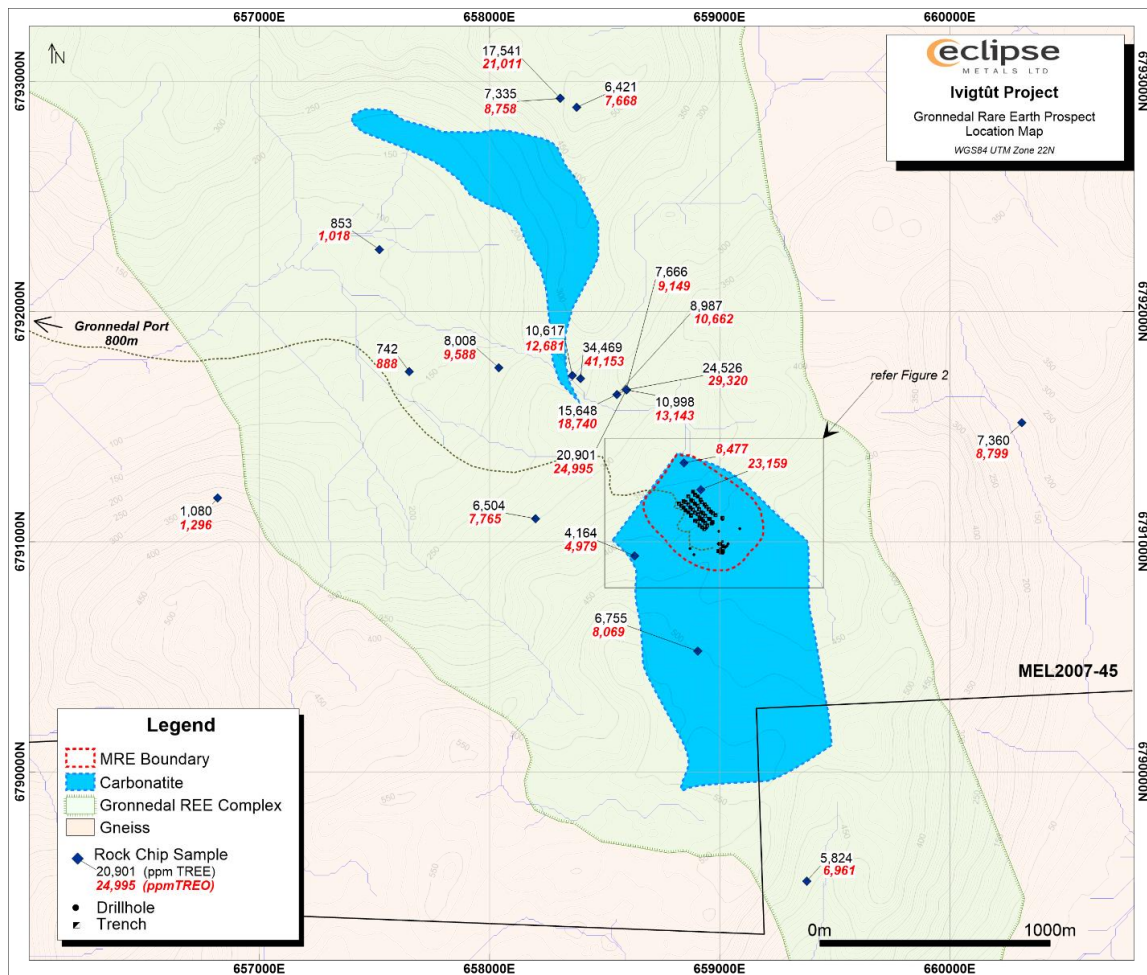 657000E
658000E
659000E
660000E
N
eclipse
METALS LTD
Ivigtût Project
Gronnedal Rare Earth Prospect
Location Map
WGS84 UTM Zone 22N
6793000N
6793000N
17,541
21,011
7,335
8,758
6,421
7,668
853
1,018
7,666
9,149
8,987
10,662
6792000N
6792000N
Gronnedal Port
800m
10,617
12,681
34,469
41,153
742
888
8,008
9,588
24,526
29,320
refer Figure 2
15,648
18,740
10,998
13,143
7,360
8,799
20,901
24,995
8,477
23,159
1,080
1,296
6,504
7,765
6791000N
6791000N
4,164
4,979
6,755
8,069
MEL2007-45
6790000N
6790000N
Legend
MRE Boundary
Carbonatite
Gronnedal REE Complex
Gneiss
Rock Chip Sample
20,901 (ppm TREE)
24,995 (ppmTREO)
Drillhole
Trench
5,824
6,961
0m
1000m
657000E
658000E
659000E
660000E